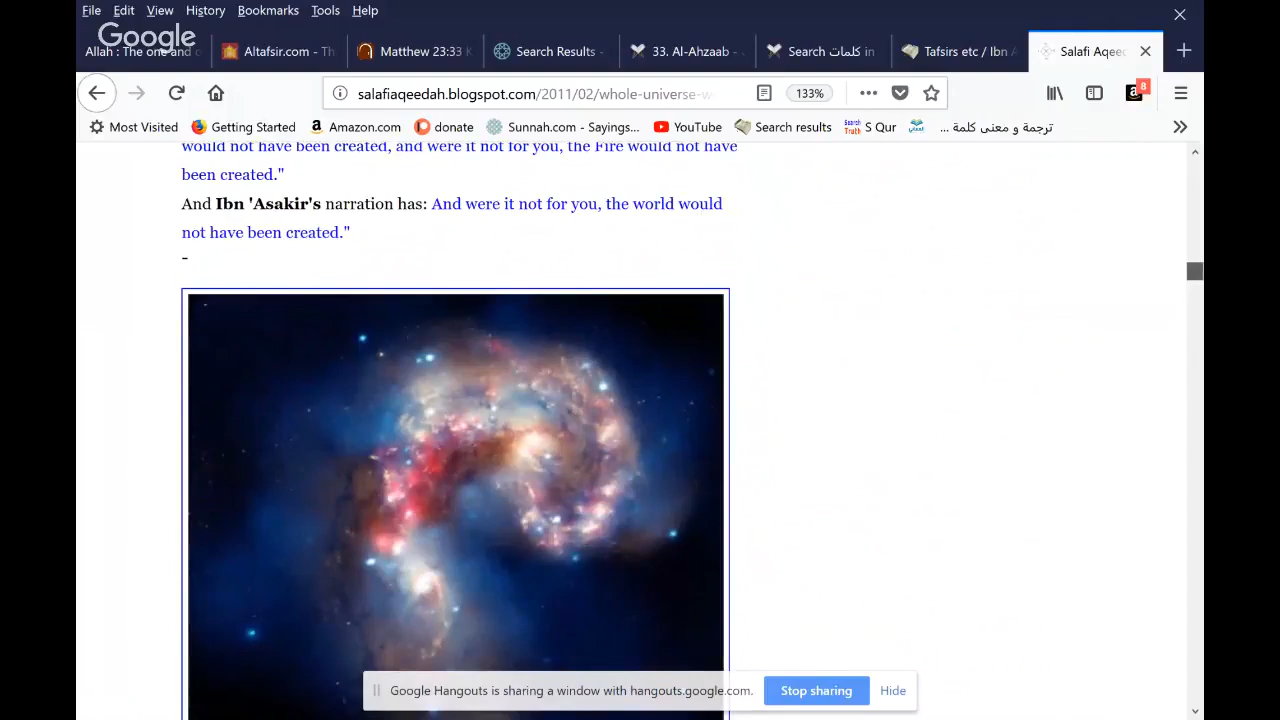 File Edit View History Bookmarks Tools Help
Google
Allah : The one and o
Altafsir.com - Th
Matthew 23:33 K
Search Results -
33. Al-Ahzaab -
Search كلمات in
Tafsirs etc / Ibn A
Salafi Aqeed
salafiaqeedah.blogspot.com/2011/02/whole-universe-w
133%
8
Most Visited Getting Started Amazon.com donate Sunnah.com - Sayings... YouTube Search results S Qur ترجمة و معنى كلمة ...
would not have been created, and were it not for you, the Fire would not have
been created."
And Ibn 'Asakir's narration has: And were it not for you, the world would
not have been created."
-
Google Hangouts is sharing a window with hangouts.google.com. Stop sharing Hide